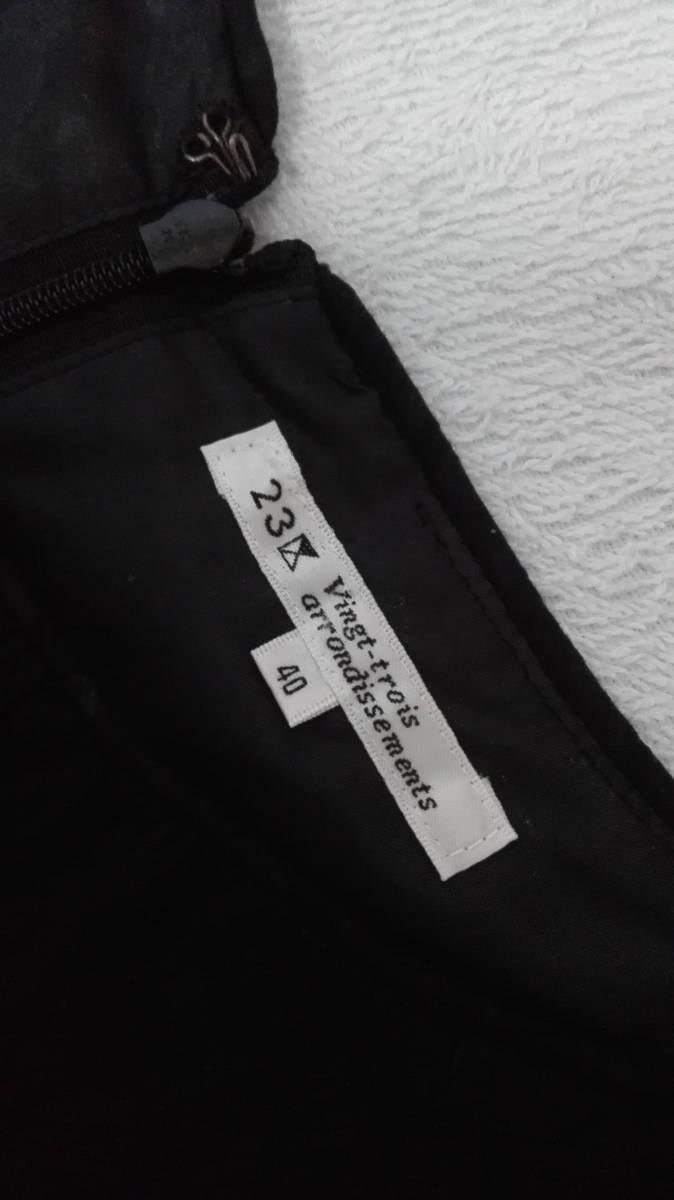 23
Vingt-trois
arrondissements
40